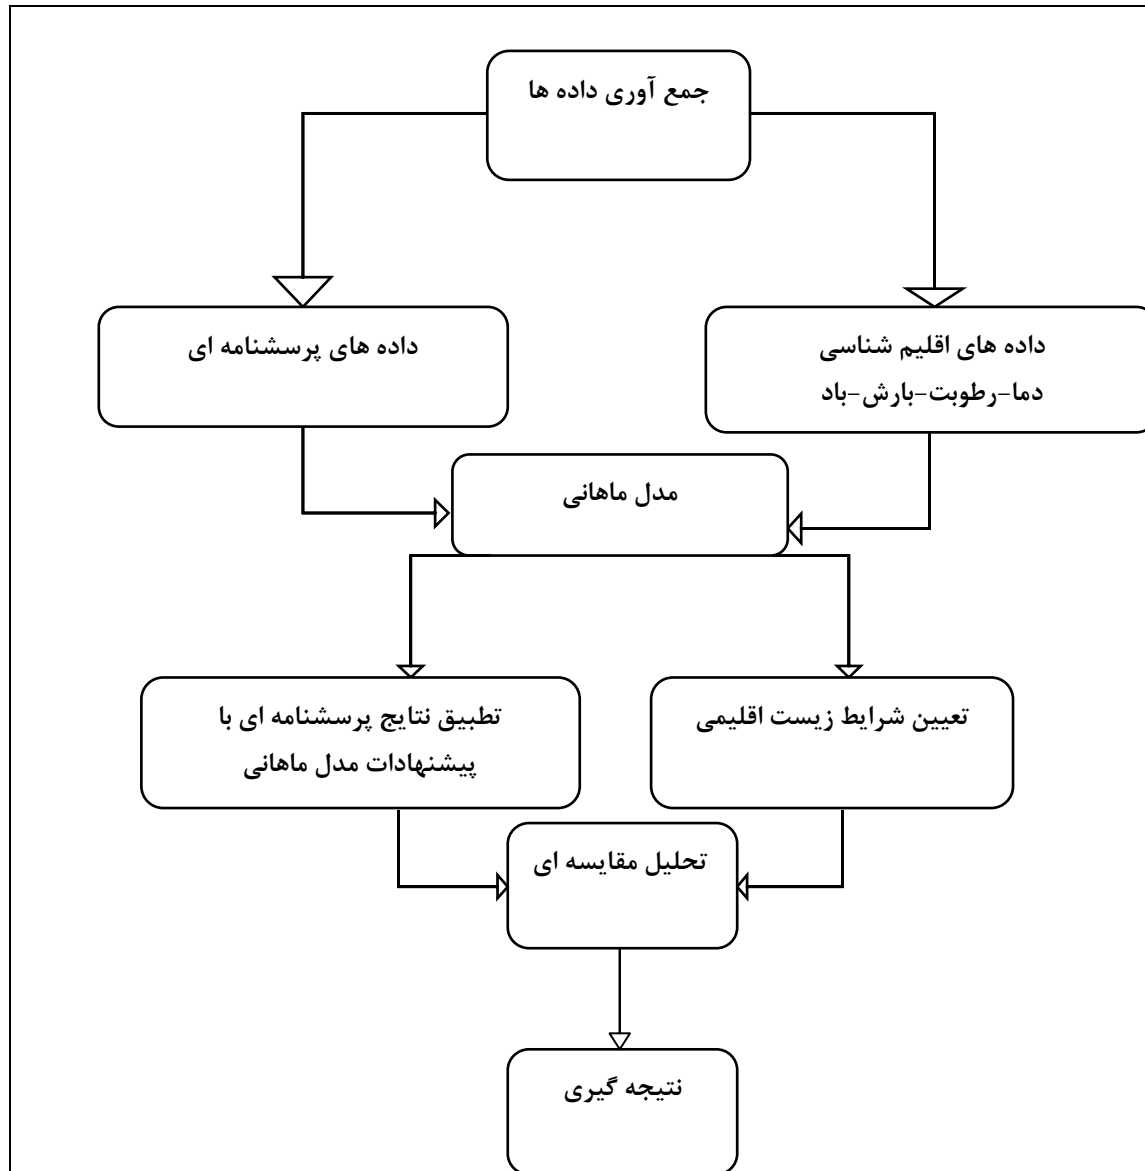 جمع آوری داده ها
داده های اقلیم شناسی
دما-رطوبت-بارش-باد
داده های پرسشنامه ای
مدل ماهانی
تعیین شرایط زیست اقلیمی
تطبیق نتایج پرسشنامه ای با
پیشنهادات مدل ماهانی
تحلیل مقایسه ای
نتیجه گیری